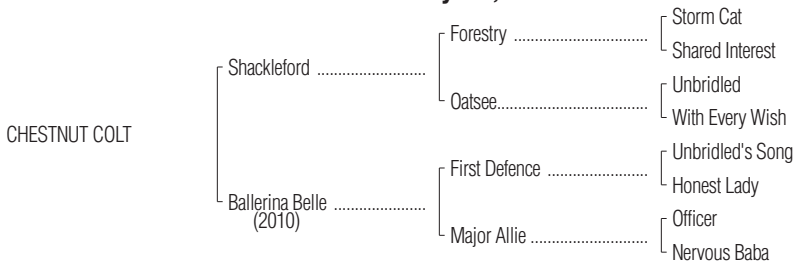 Storm Cat
Forestry ................................
Shared Interest
Shackleford .........................
Unbridled
Oatsee....................................
With Every Wish
CHESTNUT COLT
Unbridled's Song
First Defence ........................
Honest Lady
Ballerina Belle .....................
(2010)
Officer
Major Allie ...........................
Nervous Baba